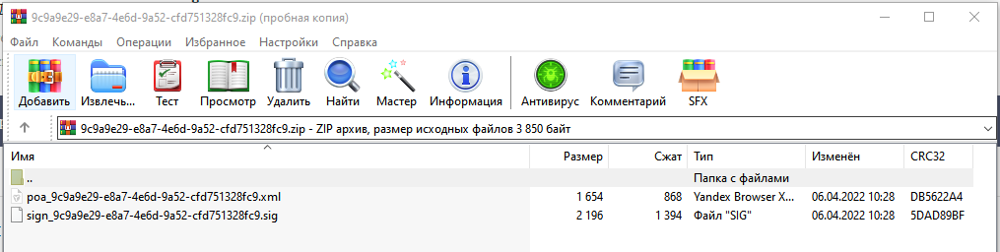 9c9a9e29-e8a7-4e6d-9a52-cfd751328fc9.zip (пробная копия)
Файл Команды Операции Избранное Настройки Справка
Добавить Извлечь... Тест Просмотр Удалить Найти Мастер Информация Антивирус Комментарий SFX
9c9a9e29-e8a7-4e6d-9a52-cfd751328fc9.zip - ZIP архив, размер исходных файлов 3 850 байт
Имя Размер Сжат Тип Изменён CRC32
.. Папка с файлами
poa_9c9a9e29-e8a7-4e6d-9a52-cfd751328fc9.xml 1 654 868 Yandex Browser X... 06.04.2022 10:28 DB5622A4
sign_9c9a9e29-e8a7-4e6d-9a52-cfd751328fc9.sig 2 196 1 394 Файл "SIG" 06.04.2022 10:28 5DAD89BF